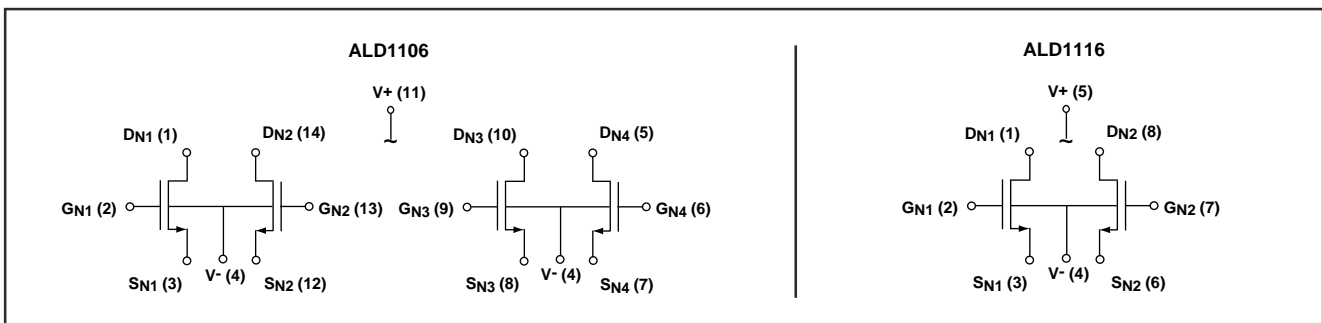 ALD1106
V+ (11)
DN1 (1)
DN2 (14)
DN3 (10)
DN4 (5)
~
GN1 (2)
GN2 (13)
GN3 (9)
GN4 (6)
SN1 (3)
V- (4)
SN2 (12)
SN3 (8)
V- (4)
SN4 (7)
ALD1116
V+ (5)
DN1 (1)
DN2 (8)
~
GN1 (2)
GN2 (7)
SN1 (3)
V- (4)
SN2 (6)